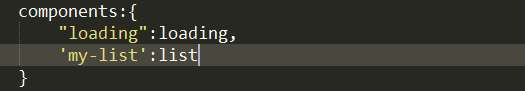 components:{
    "loading":loading,
    'my-list':list
}